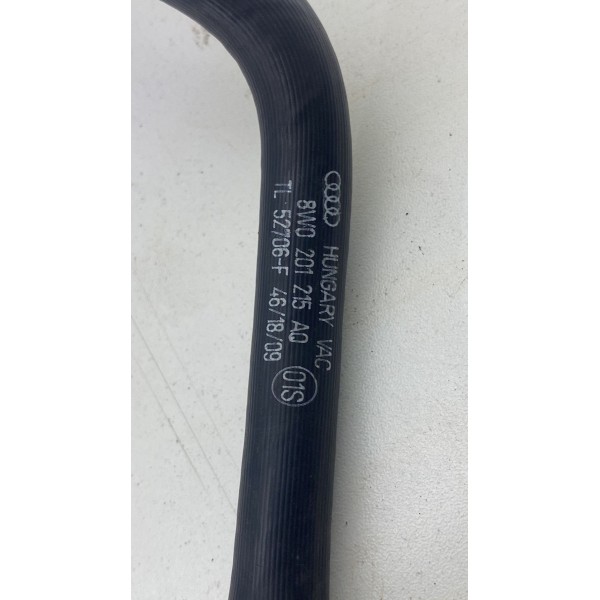 HUNGARY VAC
8W0 201 215 AQ
TL 52706-F 46/18/09 01S